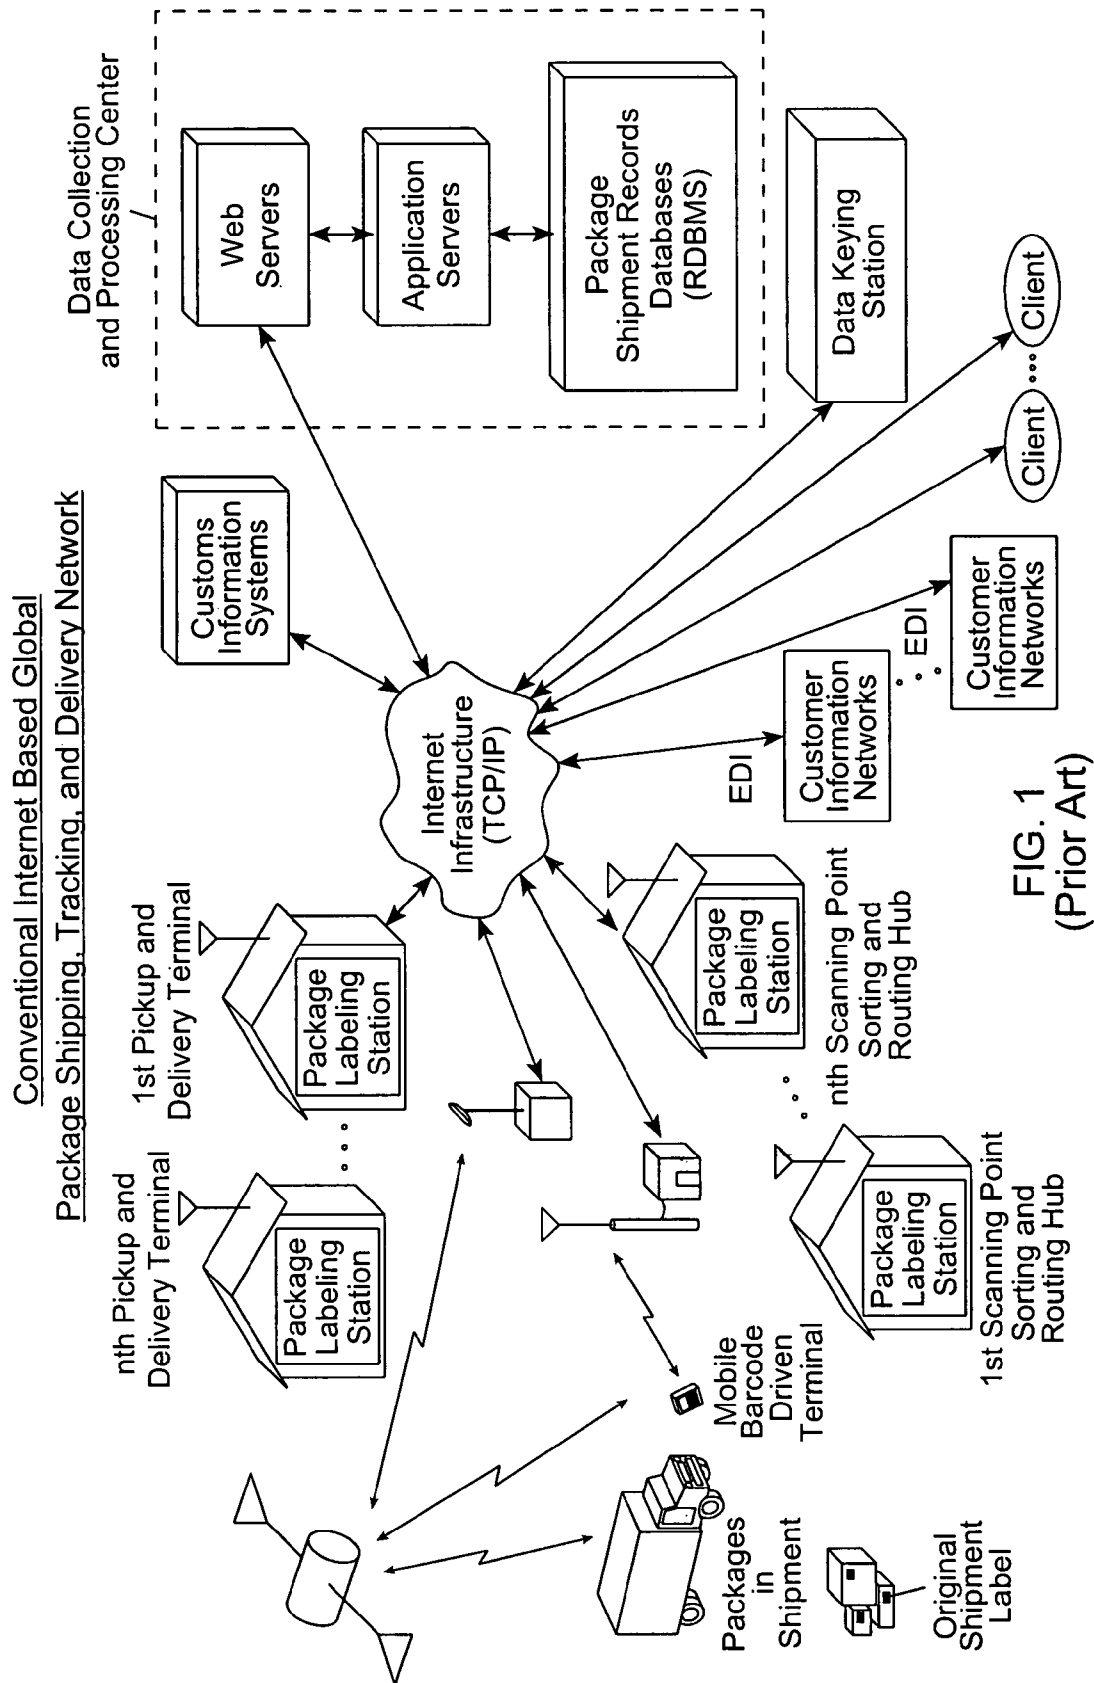 Conventional Internet Based Global
Package Shipping, Tracking, and Delivery Network
nth Pickup and
Delivery Terminal
Package
Labeling
Station
1st Pickup and
Delivery Terminal
Package
Labeling
Station
Internet
Infrastructure
(TCP/IP)
Customs
Information
Systems
Data Collection
and Processing Center
Web
Servers
Application
Servers
Package
Shipment Records
Databases
(RDBMS)
Data Keying
Station
Client
Client
EDI
Customer
Information
Networks
EDI
Customer
Information
Networks
Package
Labeling
Station
nth Scanning Point
Sorting and
Routing Hub
Package
Labeling
Station
1st Scanning Point
Sorting and
Routing Hub
Mobile
Barcode
Driven
Terminal
Packages
in
Shipment
Original
Shipment
Label
FIG. 1
(Prior Art)